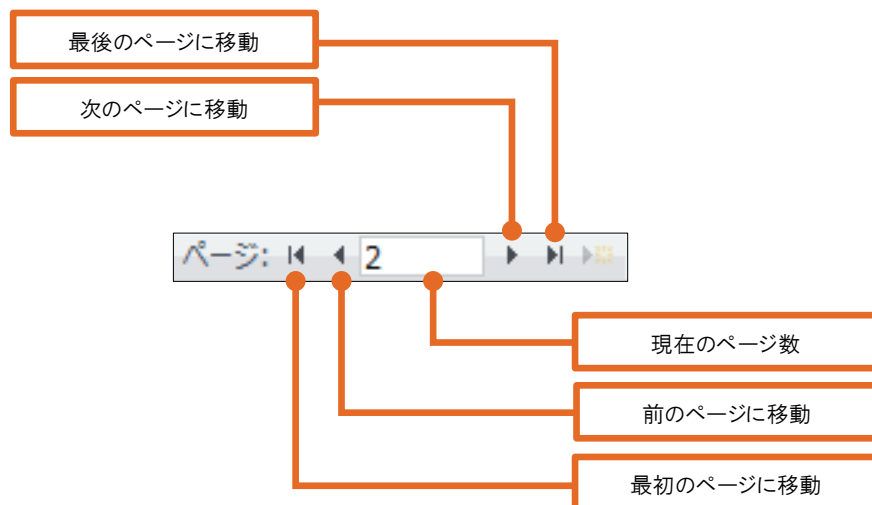 最後のページに移動
次のページに移動
ページ: 2
現在のページ数
前のページに移動
最初のページに移動